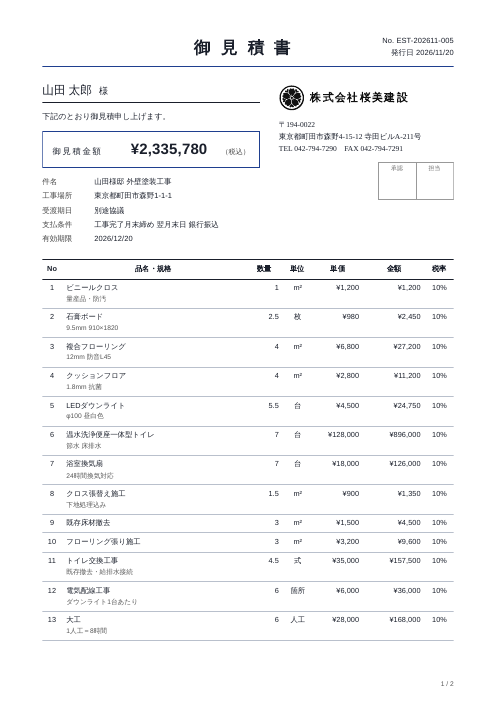 御見積書
No. EST-202611-005
発行日 2026/11/20
山田 太郎 様
下記のとおり御見積申し上げます。
御見積金額 ¥2,335,780 （税込）
件名 山田様邸 外壁塗装工事
工事場所 東京都町田市森野1-1-1
受渡期日 別途協議
支払条件 工事完了月末締め 翌月末日 銀行振込
有効期限 2026/12/20
株式会社桜美建設
〒194-0022
東京都町田市森野4-15-12 寺田ビルA-211号
TEL 042-794-7290 FAX 042-794-7291
承認 担当
No 品名・規格 数量 単位 単価 金額 税率
1 ビニールクロス 1 m² ¥1,200 ¥1,200 10%
量産品・防汚
2 石膏ボード 2.5 枚 ¥980 ¥2,450 10%
9.5mm 910×1820
3 複合フローリング 4 m² ¥6,800 ¥27,200 10%
12mm 防音L45
4 クッションフロア 4 m² ¥2,800 ¥11,200 10%
1.8mm 抗菌
5 LEDダウンライト 5.5 台 ¥4,500 ¥24,750 10%
φ100 昼白色
6 温水洗浄便座一体型トイレ 7 台 ¥128,000 ¥896,000 10%
節水 床排水
7 浴室換気扇 7 台 ¥18,000 ¥126,000 10%
24時間換気対応
8 クロス張替え施工 1.5 m² ¥900 ¥1,350 10%
下地処理込み
9 既存床材撤去 3 m² ¥1,500 ¥4,500 10%
10 フローリング張り施工 3 m² ¥3,200 ¥9,600 10%
11 トイレ交換工事 4.5 式 ¥35,000 ¥157,500 10%
既存撤去・給排水接続
12 電気配線工事 6 箇所 ¥6,000 ¥36,000 10%
ダウンライト1台あたり
13 大工 6 人工 ¥28,000 ¥168,000 10%
1人工＝8時間
1 / 2